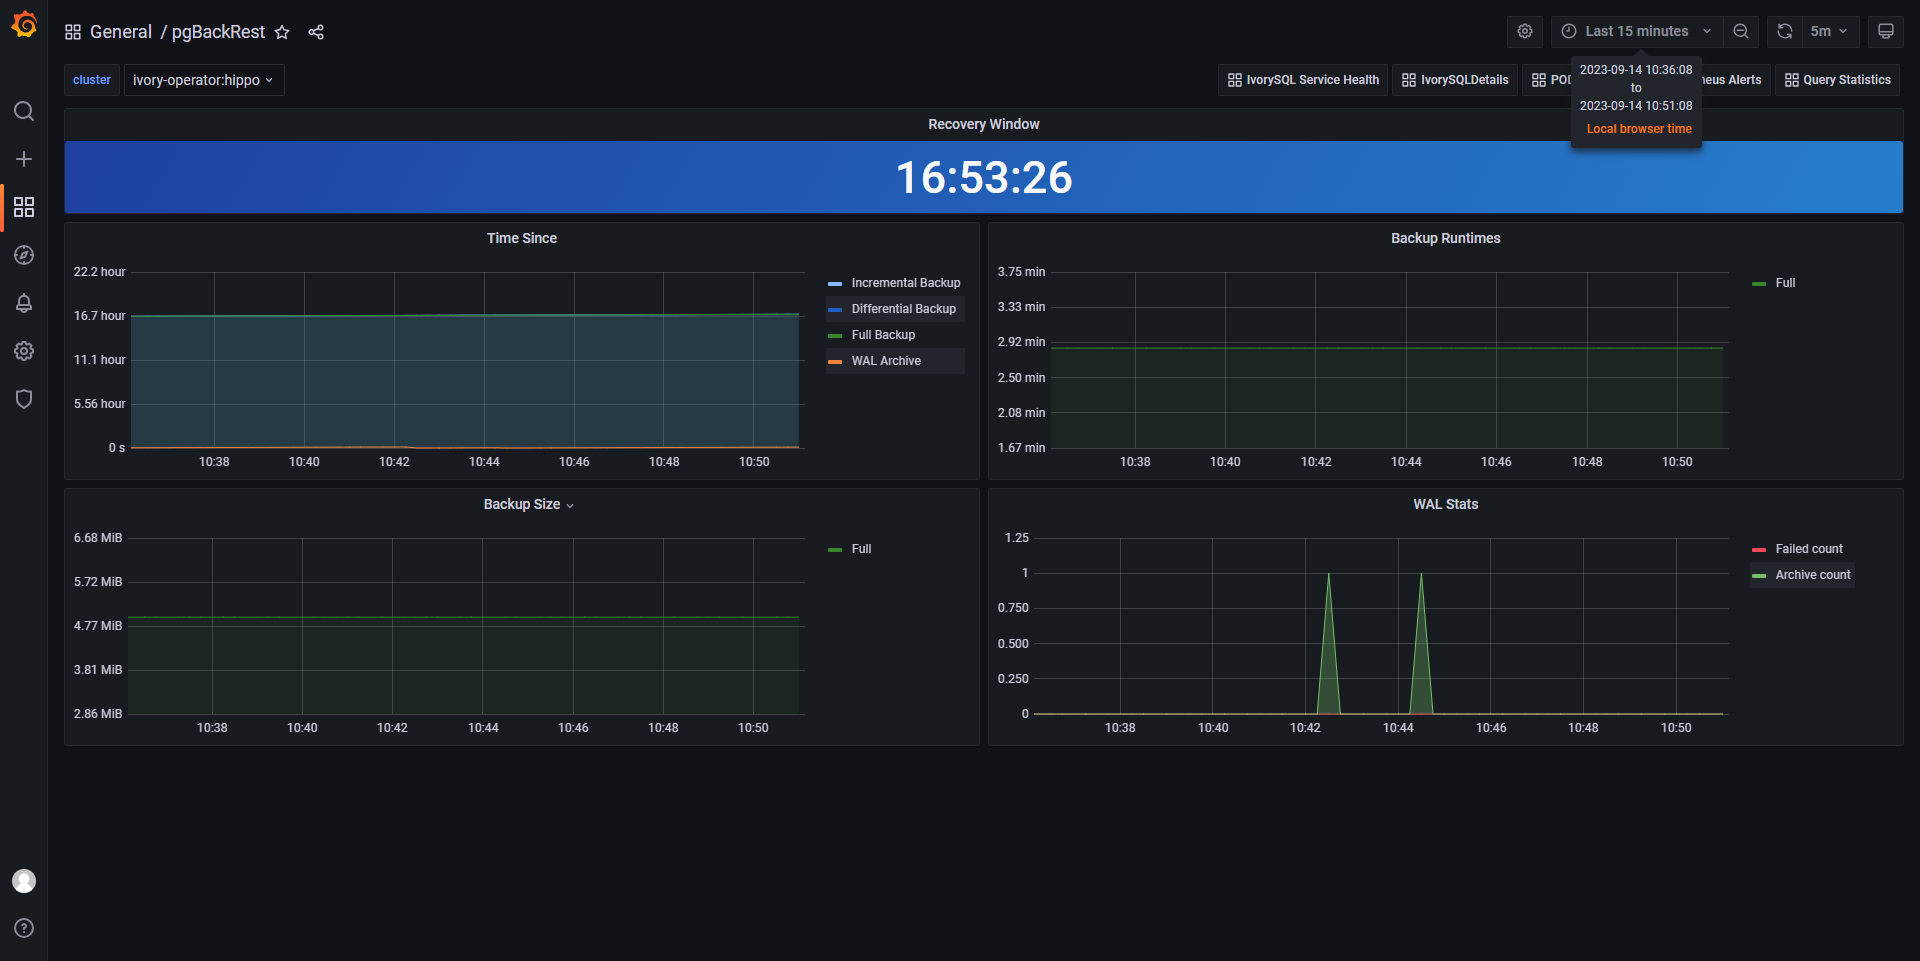 General / pgBackRest
Last 15 minutes
5m
cluster
ivory-operator:hippo
IvorySQL Service Health
IvorySQLDetails
Query Statistics
2023-09-14 10:36:08
to
2023-09-14 10:51:08
Local browser time
Alerts
Recovery Window
16:53:26
Time Since
22.2 hour
16.7 hour
11.1 hour
5.56 hour
0 s
10:38 10:40 10:42 10:44 10:46 10:48 10:50
Incremental Backup
Differential Backup
Full Backup
WAL Archive
Backup Runtimes
3.75 min
3.33 min
2.92 min
2.50 min
2.08 min
1.67 min
10:38 10:40 10:42 10:44 10:46 10:48 10:50
Full
Backup Size
6.68 MiB
5.72 MiB
4.77 MiB
3.81 MiB
2.86 MiB
10:38 10:40 10:42 10:44 10:46 10:48 10:50
Full
WAL Stats
1.25
1
0.750
0.500
0.250
0
10:38 10:40 10:42 10:44 10:46 10:48 10:50
Failed count
Archive count